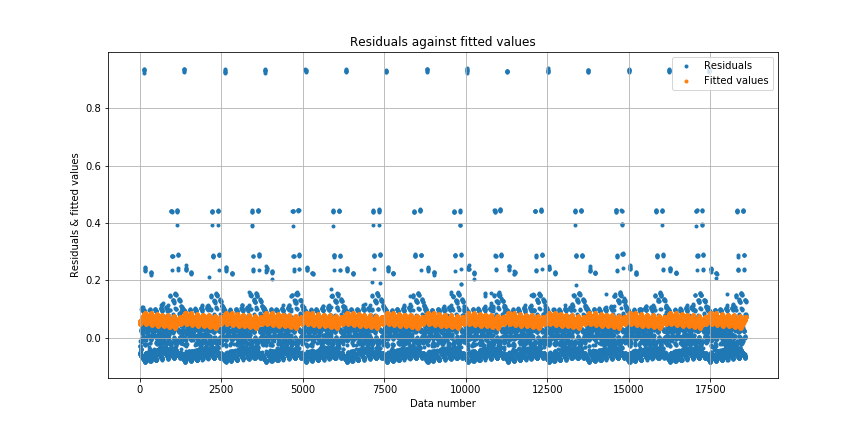 Residuals against fitted values
Residuals
Fitted values
Residuals & fitted values
0.8
0.6
0.4
0.2
0.0
0
2500
5000
7500
10000
12500
15000
17500
Data number